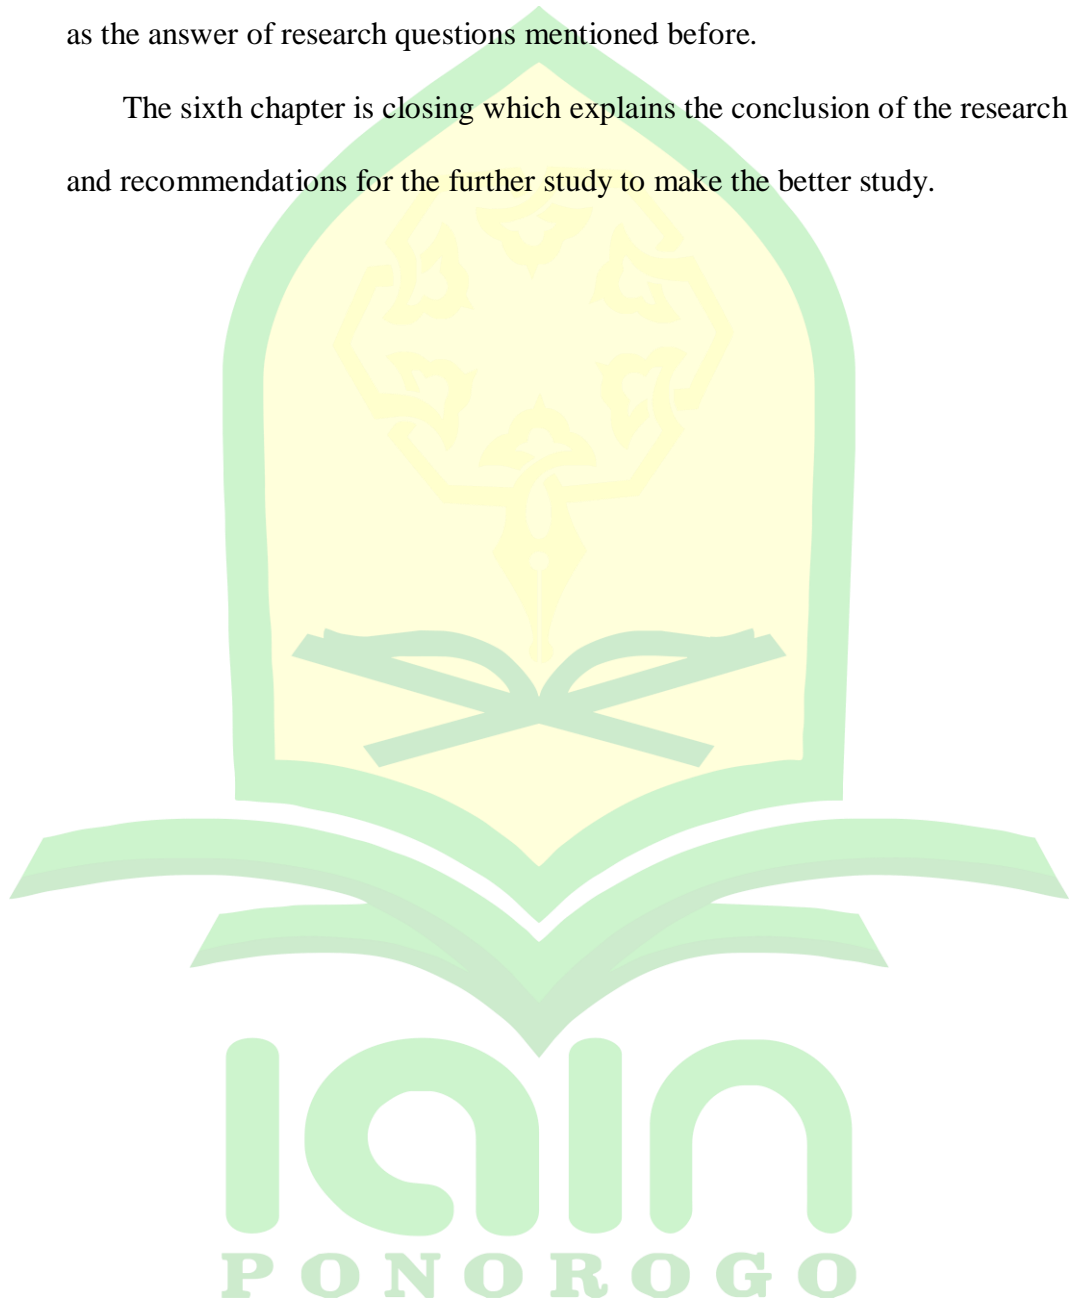 as the answer of research questions mentioned before.
The sixth chapter is closing which explains the conclusion of the research
and recommendations for the further study to make the better study.
iain
PONOROGO